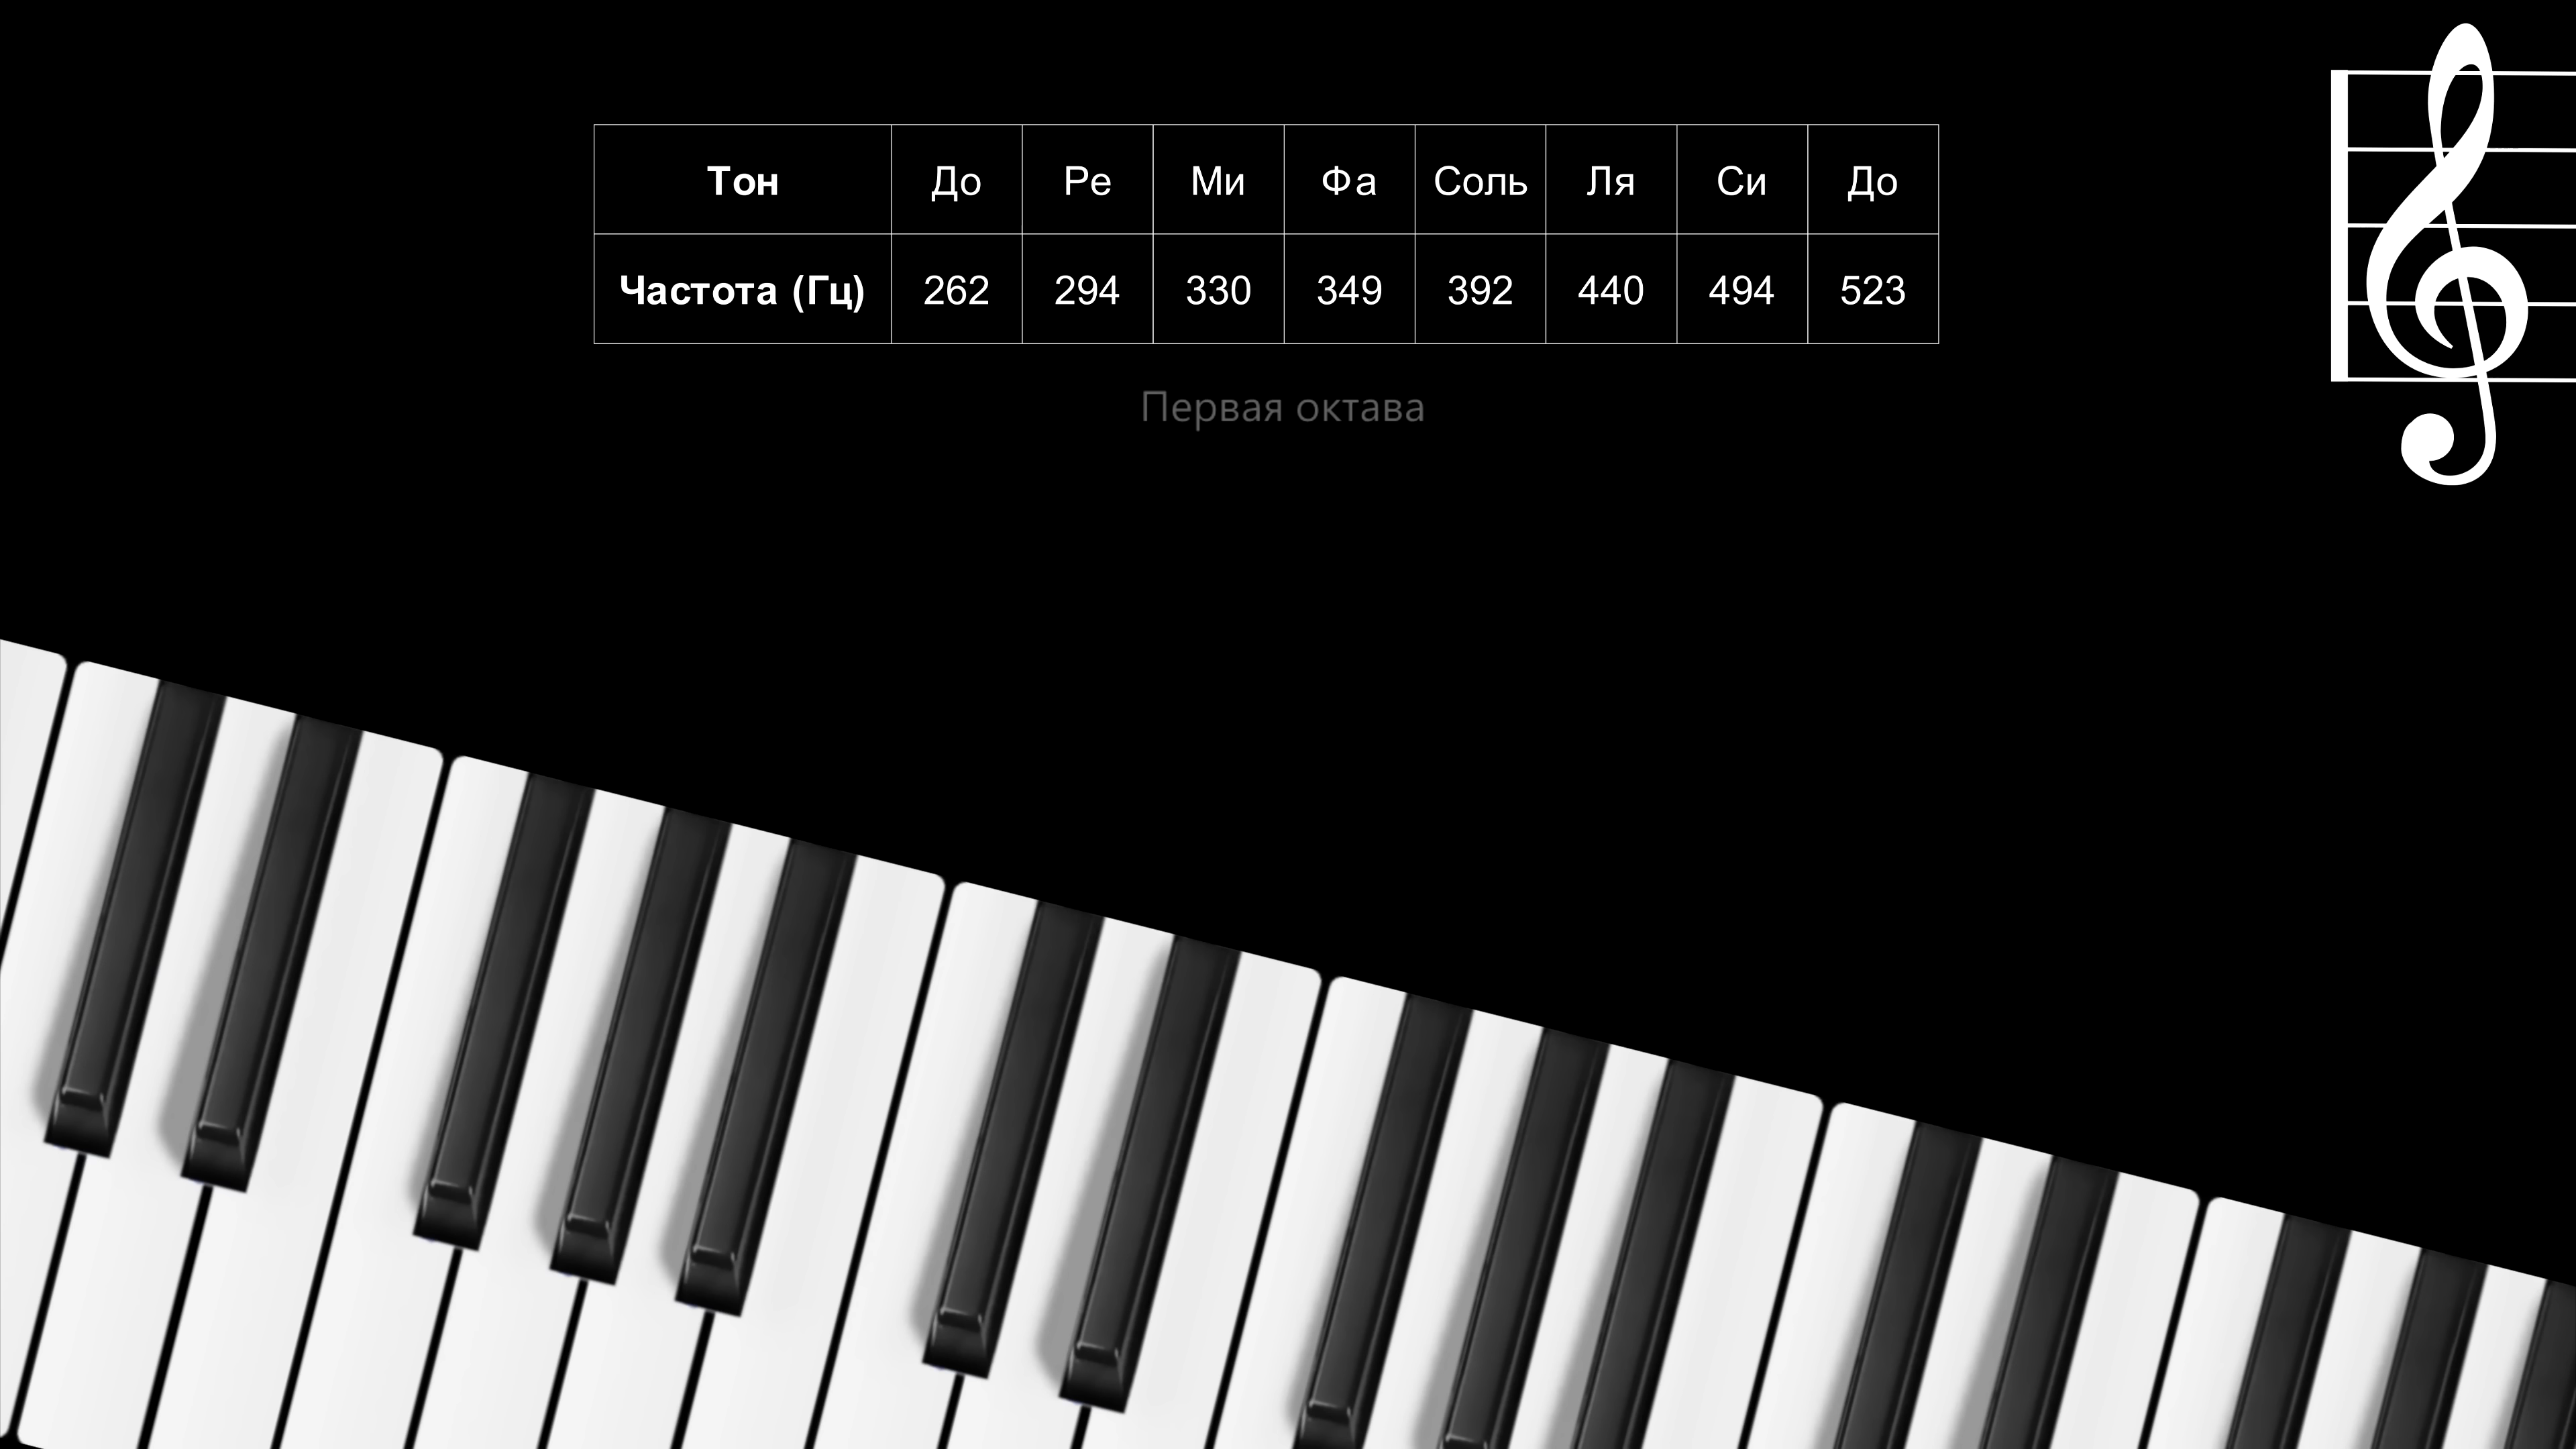 Тон До Ре Ми Фа Соль Ля Си До
Частота (Гц) 262 294 330 349 392 440 494 523
Первая октава